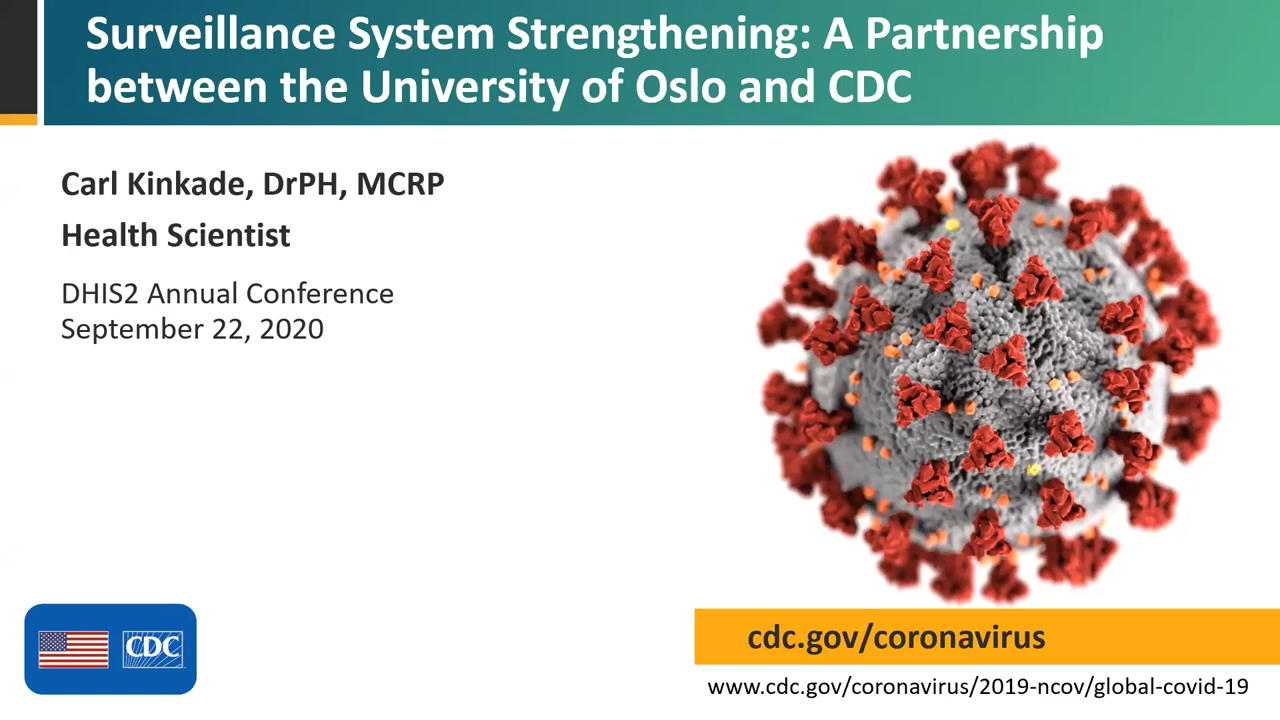 Surveillance System Strengthening: A Partnership
between the University of Oslo and CDC
Carl Kinkade, DrPH, MCRP
Health Scientist
DHIS2 Annual Conference
September 22, 2020
CDC
cdc.gov/coronavirus
www.cdc.gov/coronavirus/2019-ncov/global-covid-19